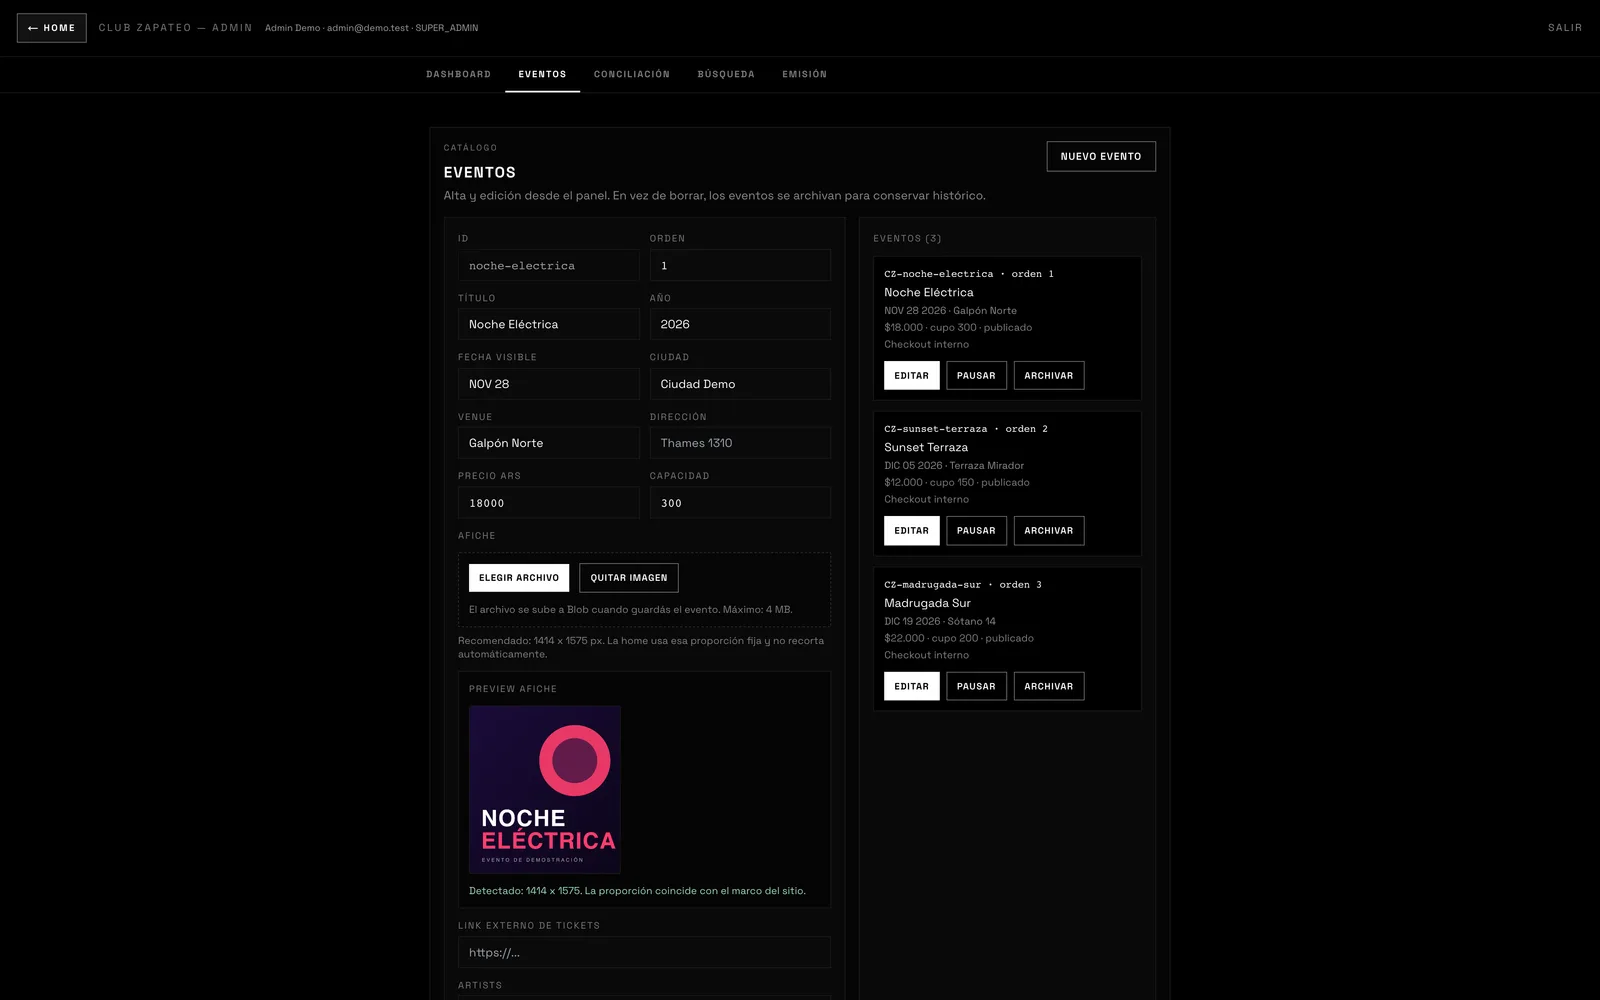 ← HOME
CLUB ZAPATEO — ADMIN
Admin Demo · admin@demo.test · SUPER_ADMIN
SALIR
DASHBOARD
EVENTOS
CONCILIACIÓN
BÚSQUEDA
EMISIÓN
CATÁLOGO
EVENTOS
Alta y edición desde el panel. En vez de borrar, los eventos se archivan para conservar histórico.
NUEVO EVENTO
ID
noche-electrica
ORDEN
1
TÍTULO
Noche Eléctrica
AÑO
2026
FECHA VISIBLE
NOV 28
CIUDAD
Ciudad Demo
VENUE
Galpón Norte
DIRECCIÓN
Thames 1310
PRECIO ARS
18000
CAPACIDAD
300
AFICHE
ELEGIR ARCHIVO
QUITAR IMAGEN
El archivo se sube a Blob cuando guardás el evento. Máximo: 4 MB.
Recomendado: 1414 x 1575 px. La home usa esa proporción fija y no recorta
automáticamente.
PREVIEW AFICHE
NOCHE
ELÉCTRICA
EVENTO DE DEMOSTRACIÓN
Detectado: 1414 x 1575. La proporción coincide con el marco del sitio.
LINK EXTERNO DE TICKETS
https://...
ARTISTS
EVENTOS (3)
CZ-noche-electrica · orden 1
Noche Eléctrica
NOV 28 2026 · Galpón Norte
$18.000 · cupo 300 · publicado
Checkout interno
EDITAR
PAUSAR
ARCHIVAR
CZ-sunset-terraza · orden 2
Sunset Terraza
DIC 05 2026 · Terraza Mirador
$12.000 · cupo 150 · publicado
Checkout interno
EDITAR
PAUSAR
ARCHIVAR
CZ-madrugada-sur · orden 3
Madrugada Sur
DIC 19 2026 · Sótano 14
$22.000 · cupo 200 · publicado
Checkout interno
EDITAR
PAUSAR
ARCHIVAR